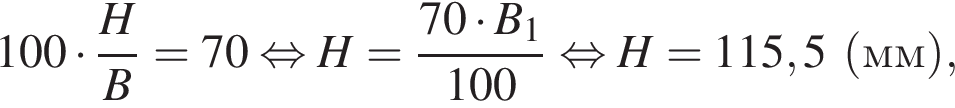 100 · H/B = 70 ⇔ H = 70 · B₁/100 ⇔ H = 115,5 (мм),